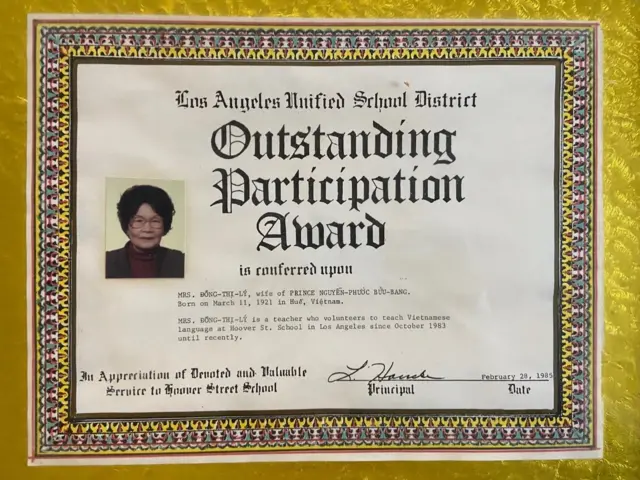 Los Angeles Unified School District
Outstanding
Participation
Award
is conferred upon
MRS. ĐỒNG-THỊ-LÝ, wife of PRINCE NGUYỄN-PHƯỚC BỬU-BANG.
Born on March 11, 1921 in Huế, Việtnam.
MRS. ĐỒNG-THỊ-LÝ is a teacher who volunteers to teach Vietnamese
language at Hoover St. School in Los Angeles since October 1983
until recently.
In Appreciation of Devoted and Valuable
Service to Hoover Street School
February 28, 1985
Principal Date